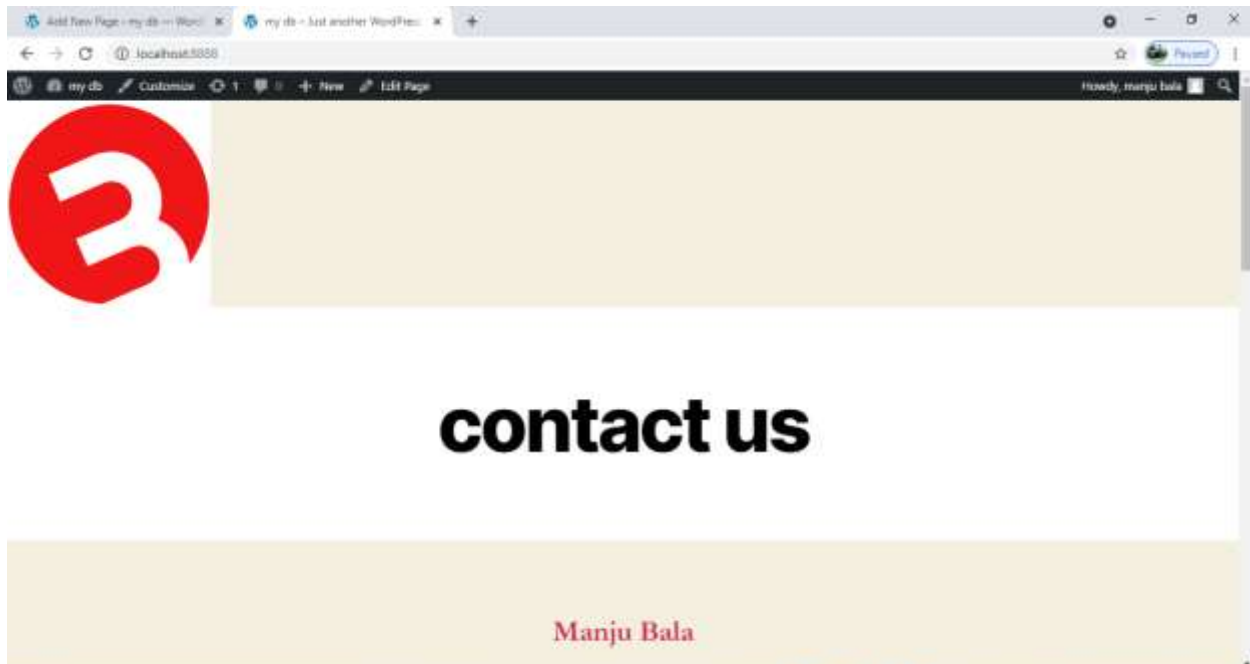 Add New Page ‹ my db — Word
my db – Just another WordPress
localhost:8888
my db Customize 1 0 + New Edit Page
Howdy, manju bala
Paused
contact us
Manju Bala